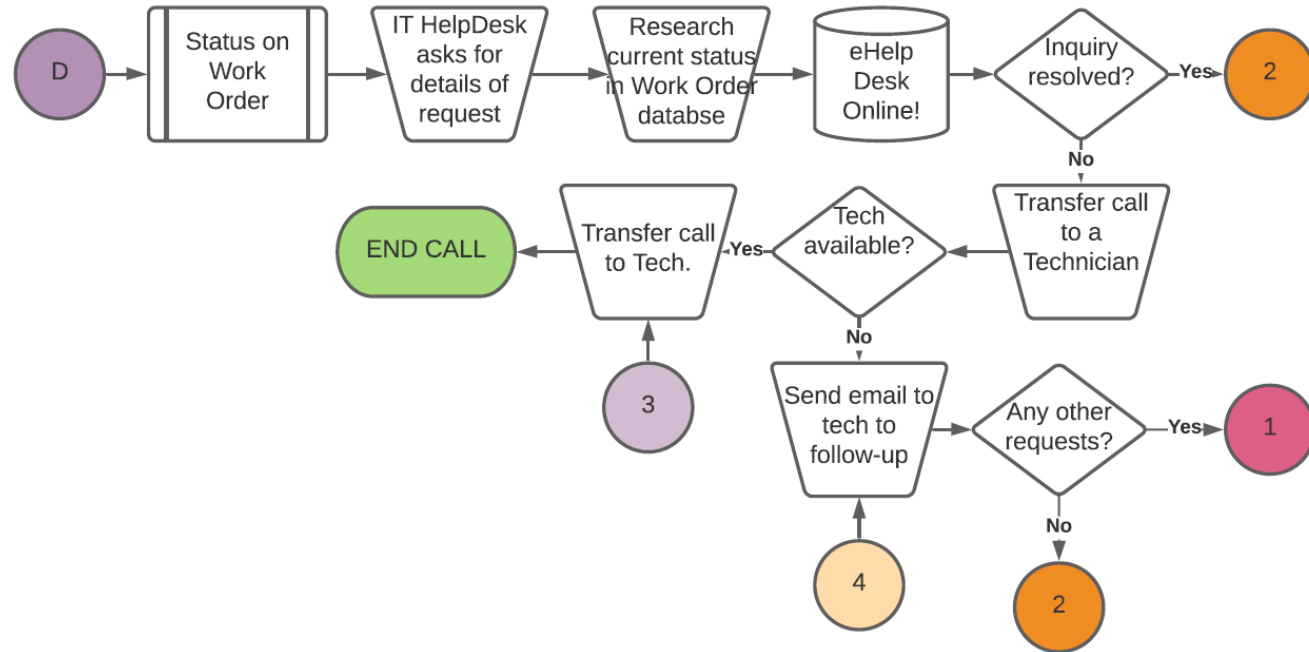 D
Status on
Work
Order
IT HelpDesk
asks for
details of
request
Research
current status
in Work Order
databse
eHelp
Desk
Online!
Inquiry
resolved?
Yes
2
No
Transfer call
to a
Technician
Tech
available?
Yes
Transfer call
to Tech.
END CALL
No
3
Send email to
tech to
follow-up
Any other
requests?
Yes
1
No
4
2